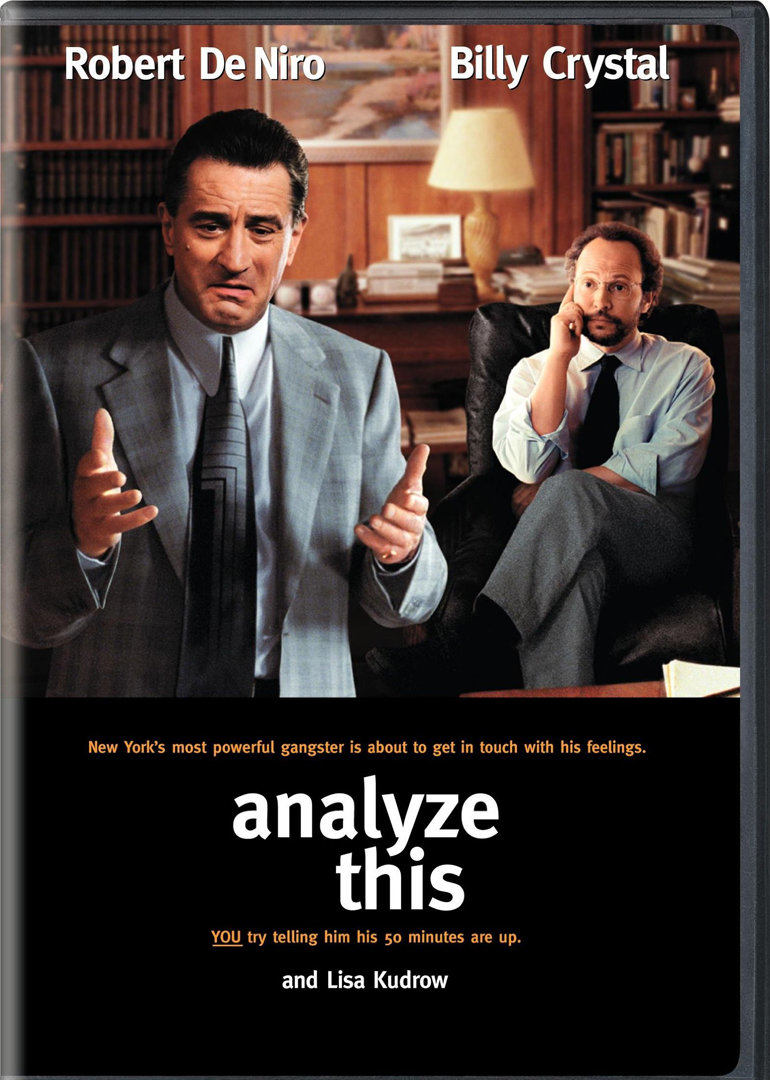 Robert De Niro
Billy Crystal
New York's most powerful gangster is about to get in touch with his feelings.
analyze
this
YOU try telling him his 50 minutes are up.
and Lisa Kudrow